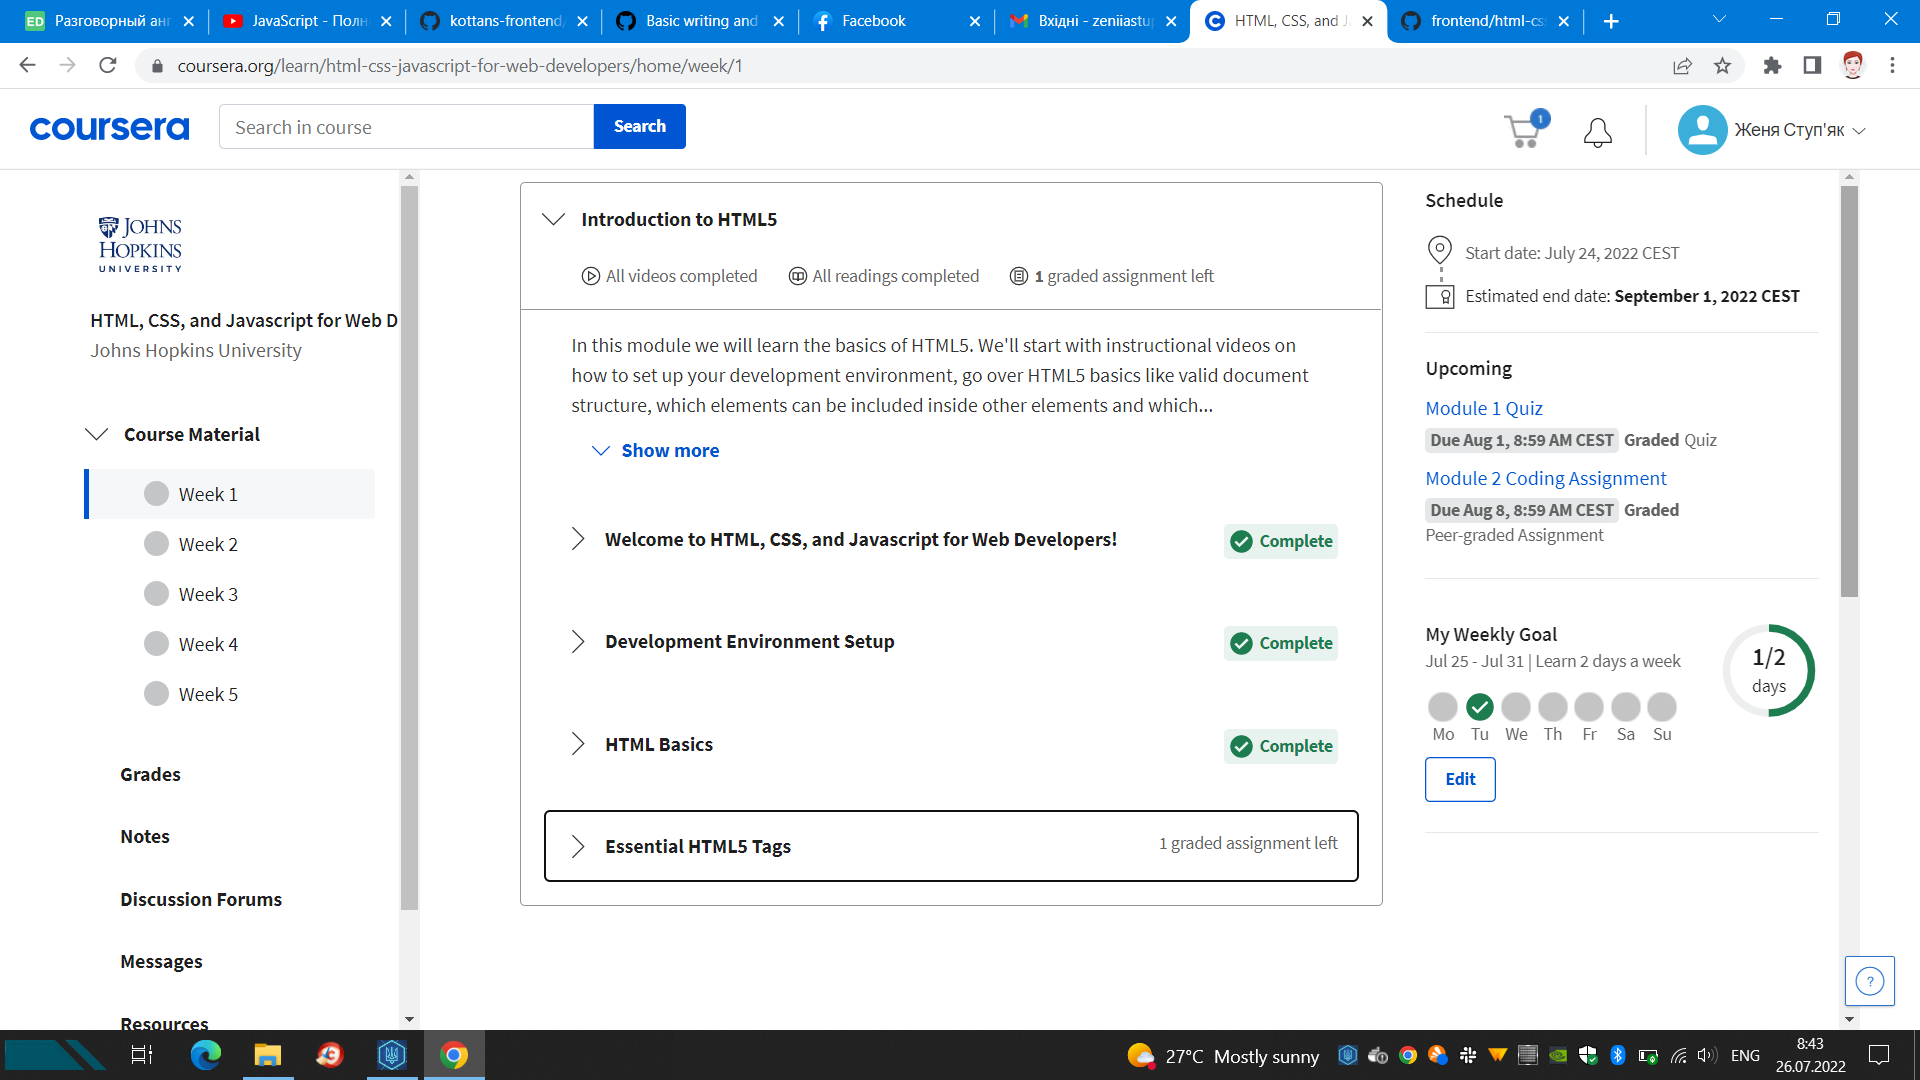 Разговорный анг
JavaScript - Полн
kottans-frontend/
Basic writing and
Facebook
Вхідні - zeniiastup
HTML, CSS, and J
frontend/html-css
coursera.org/learn/html-css-javascript-for-web-developers/home/week/1
coursera
Search in course
Search
1
Женя Ступ'як
JOHNS
HOPKINS
UNIVERSITY
HTML, CSS, and Javascript for Web D
Johns Hopkins University
Course Material
Week 1
Week 2
Week 3
Week 4
Week 5
Grades
Notes
Discussion Forums
Messages
Resources
Introduction to HTML5
All videos completed
All readings completed
1 graded assignment left
In this module we will learn the basics of HTML5. We'll start with instructional videos on
how to set up your development environment, go over HTML5 basics like valid document
structure, which elements can be included inside other elements and which...
Show more
Welcome to HTML, CSS, and Javascript for Web Developers!
Complete
Development Environment Setup
Complete
HTML Basics
Complete
Essential HTML5 Tags
1 graded assignment left
Schedule
Start date: July 24, 2022 CEST
Estimated end date: September 1, 2022 CEST
Upcoming
Module 1 Quiz
Due Aug 1, 8:59 AM CEST Graded Quiz
Module 2 Coding Assignment
Due Aug 8, 8:59 AM CEST Graded
Peer-graded Assignment
My Weekly Goal
Jul 25 - Jul 31 | Learn 2 days a week
1/2
days
Mo Tu We Th Fr Sa Su
Edit
27°C Mostly sunny
ENG
8:43
26.07.2022